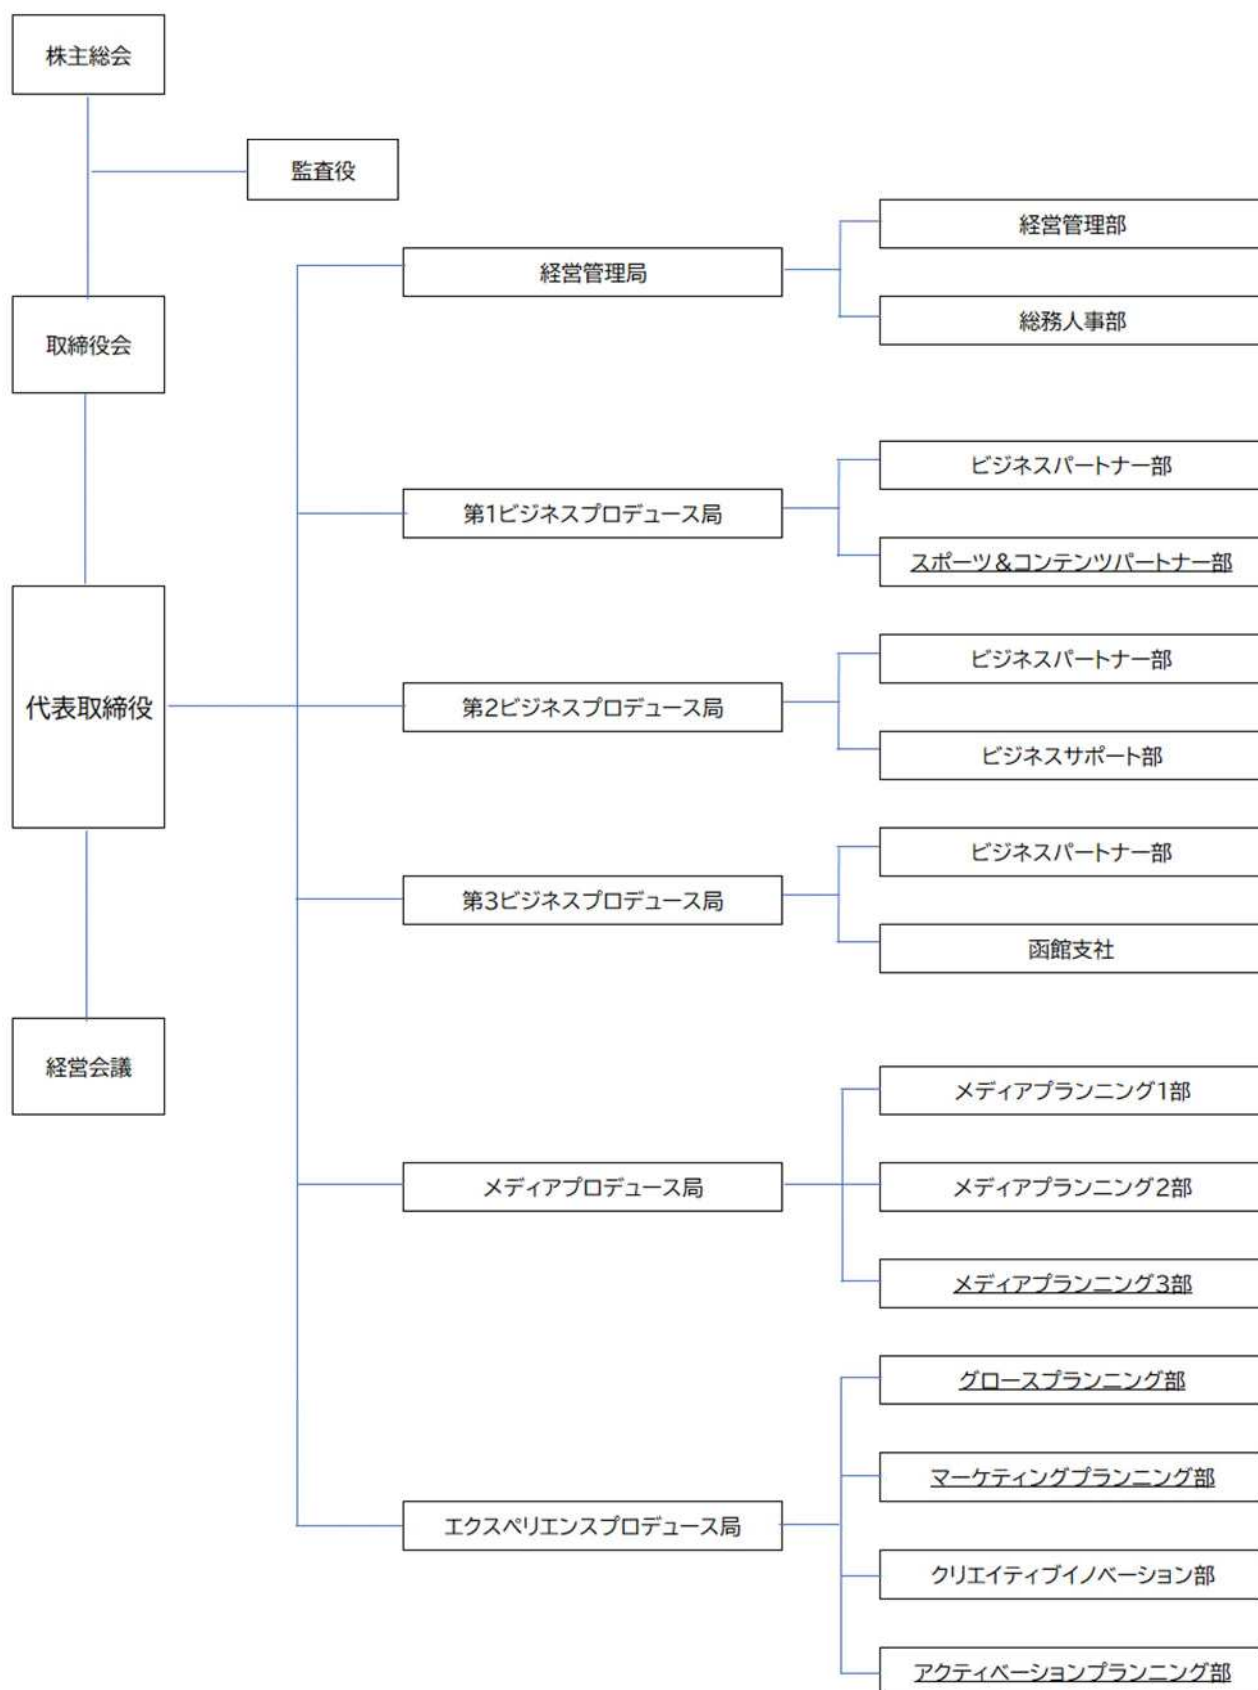 株主総会
監査役
取締役会
代表取締役
経営会議
経営管理局
経営管理部
総務人事部
第1ビジネスプロデュース局
ビジネスパートナー部
スポーツ＆コンテンツパートナー部
第2ビジネスプロデュース局
ビジネスパートナー部
ビジネスサポート部
第3ビジネスプロデュース局
ビジネスパートナー部
函館支社
メディアプロデュース局
メディアプランニング1部
メディアプランニング2部
メディアプランニング3部
エクスペリエンスプロデュース局
グロースプランニング部
マーケティングプランニング部
クリエイティブイノベーション部
アクティベーションプランニング部